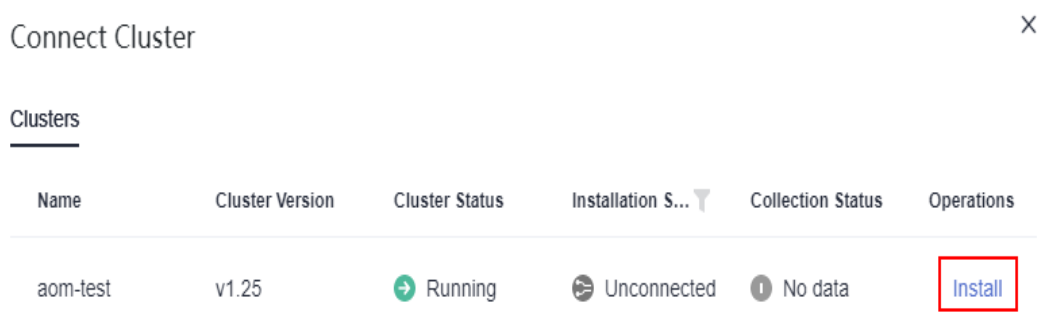 Connect Cluster X
Clusters
Name Cluster Version Cluster Status Installation S... Collection Status Operations
aom-test v1.25 Running Unconnected No data Install